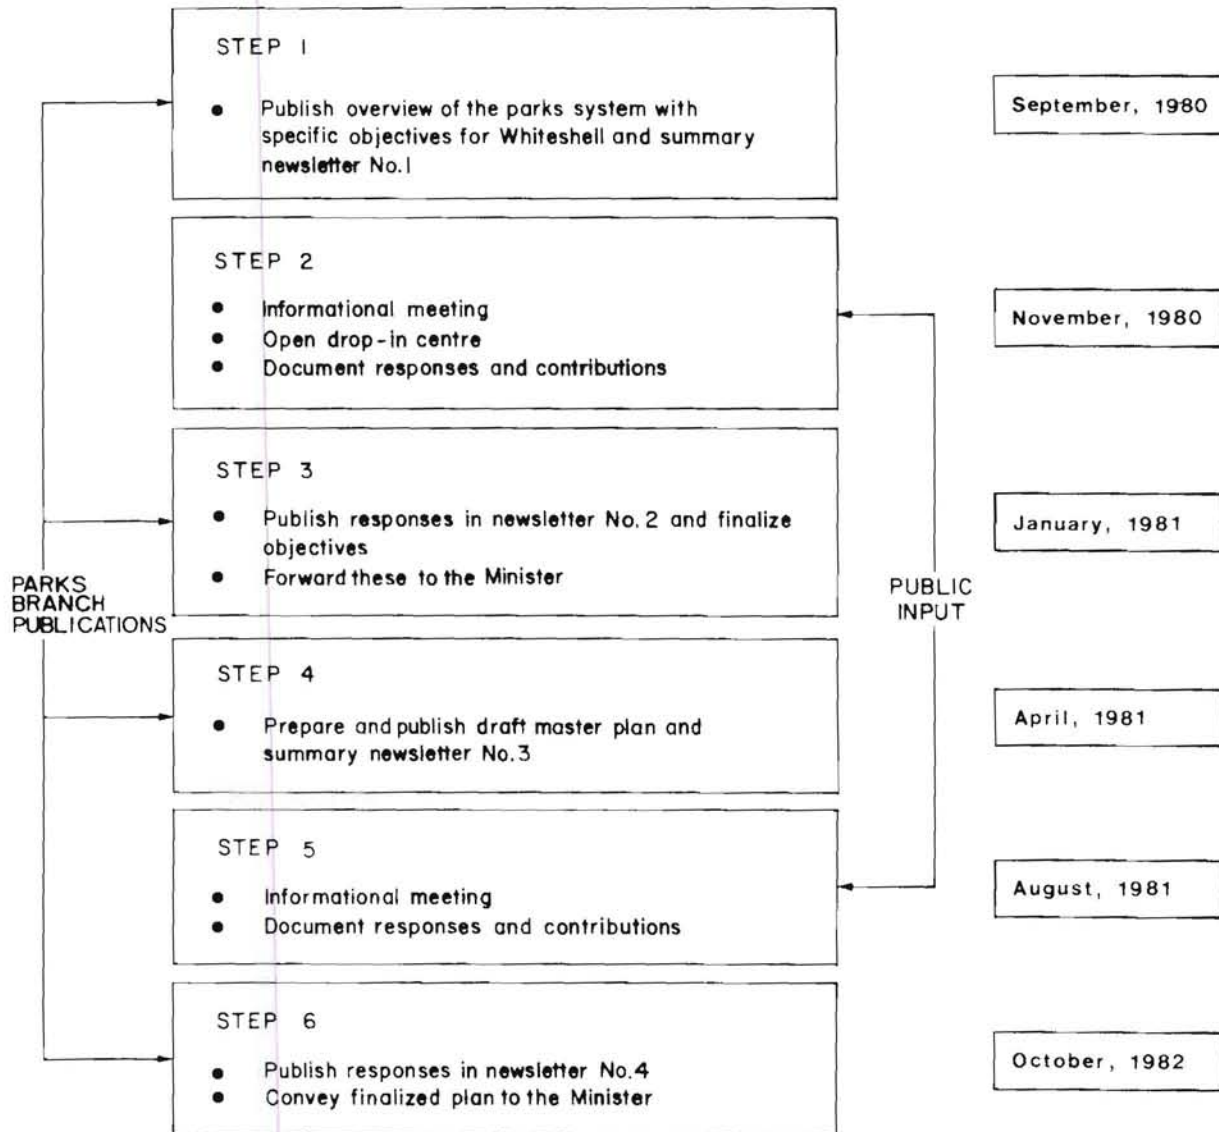 STEP 1
● Publish overview of the parks system with
specific objectives for Whiteshell and summary
newsletter No.1
September, 1980
STEP 2
● Informational meeting
● Open drop-in centre
● Document responses and contributions
November, 1980
STEP 3
● Publish responses in newsletter No. 2 and finalize
objectives
● Forward these to the Minister
January, 1981
PARKS
BRANCH
PUBLICATIONS
PUBLIC
INPUT
STEP 4
● Prepare and publish draft master plan and
summary newsletter No.3
April, 1981
STEP 5
● Informational meeting
● Document responses and contributions
August, 1981
STEP 6
● Publish responses in newsletter No.4
● Convey finalized plan to the Minister
October, 1982